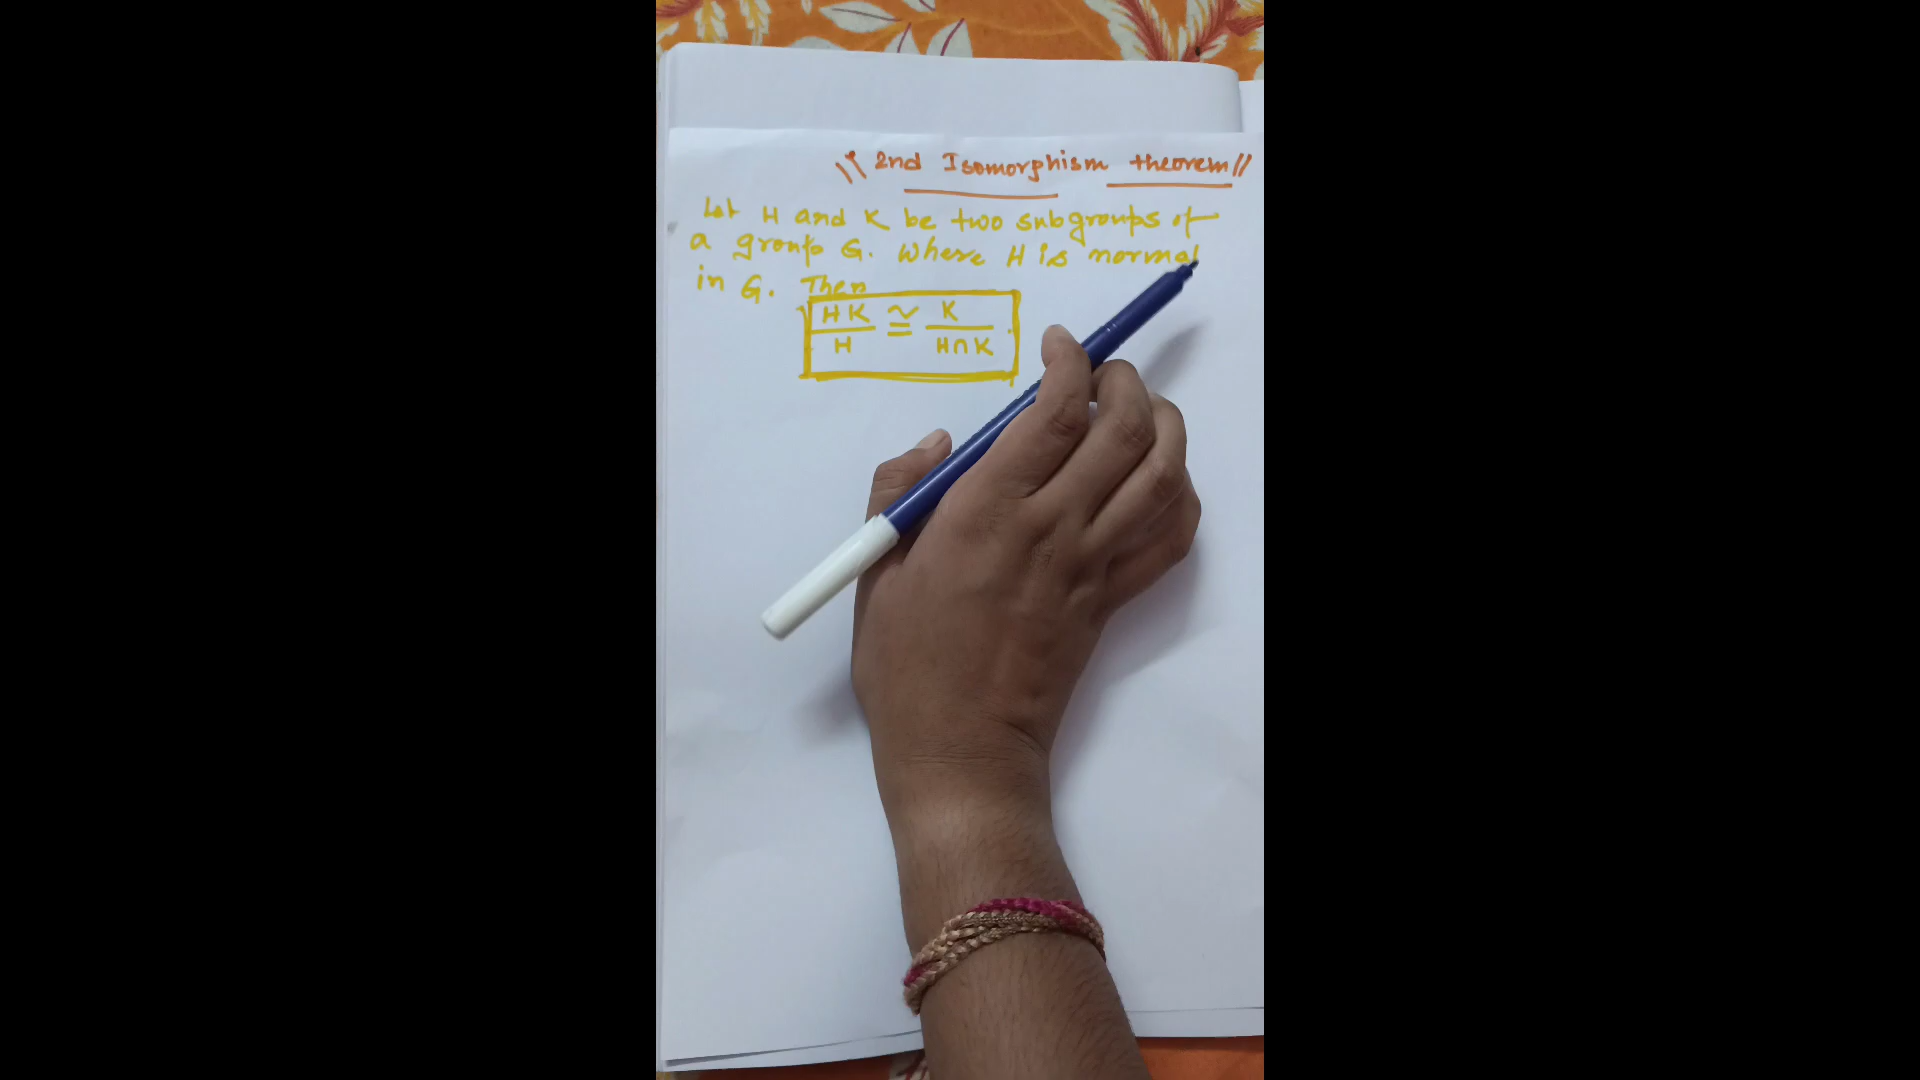 \\ 2nd Isomorphism theorem //
Let H and K be two subgroups of
a group G. Where H is normal
in G. Then
HK/H ≅ K/H∩K .